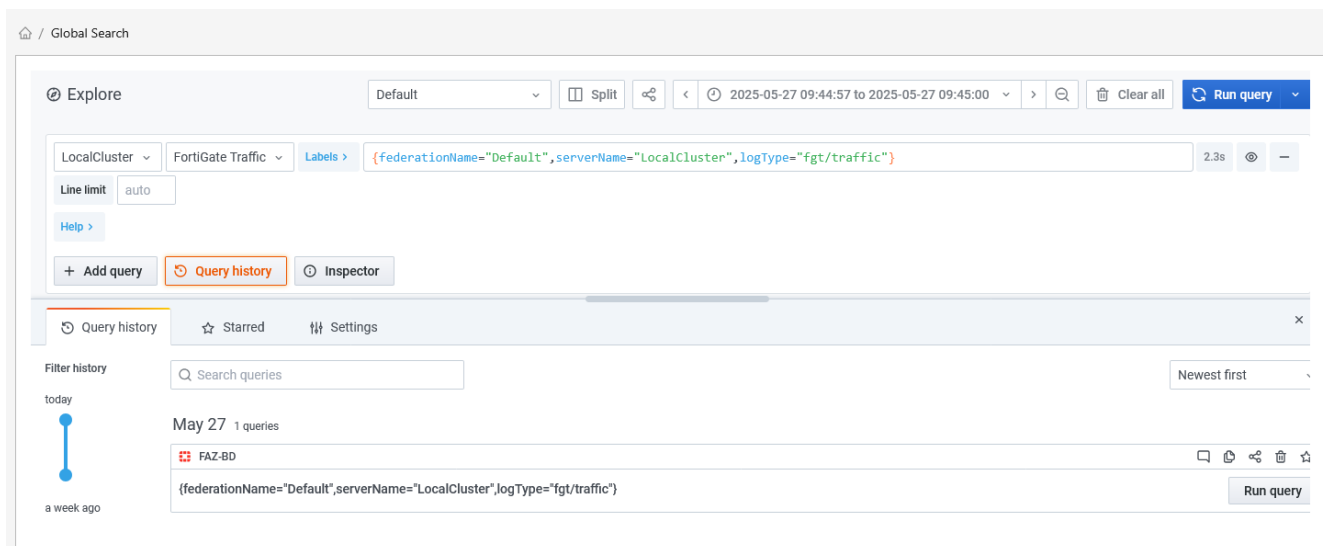 / Global Search
Explore
Default
Split
2025-05-27 09:44:57 to 2025-05-27 09:45:00
Clear all
Run query
LocalCluster
FortiGate Traffic
Labels >
{federationName="Default",serverName="LocalCluster",logType="fgt/traffic"}
2.3s
Line limit
auto
Help >
+ Add query
Query history
Inspector
Query history
Starred
Settings
Filter history
Search queries
Newest first
today
May 27 1 queries
FAZ-BD
{federationName="Default",serverName="LocalCluster",logType="fgt/traffic"}
Run query
a week ago